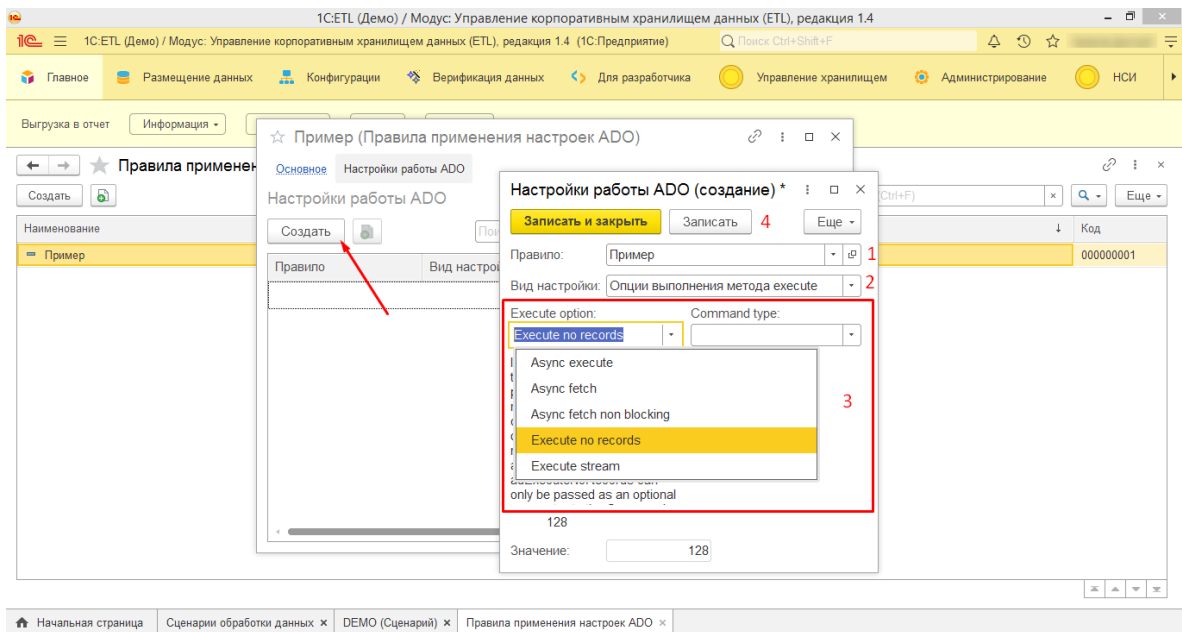 1С:ETL (Демо) / Модус: Управление корпоративным хранилищем данных (ETL), редакция 1.4
1С:ETL (Демо) / Модус: Управление корпоративным хранилищем данных (ETL), редакция 1.4 (1С:Предприятие)
Поиск Ctrl+Shift+F
Главное Размещение данных Конфигурации Верификация данных Для разработчика Управление хранилищем Администрирование НСИ
Выгрузка в отчет Информация
Правила применен
Создать
(Ctrl+F) × Еще
Наименование Код
Пример 000000001
Пример (Правила применения настроек ADO)
Основное Настройки работы ADO
Настройки работы ADO
Создать Пои
Правило Вид настрой
Настройки работы ADO (создание) *
Записать и закрыть Записать 4 Еще
Правило: Пример 1
Вид настройки: Опции выполнения метода execute 2
Execute option: Command type:
Execute no records
Async execute
Async fetch
Async fetch non blocking 3
Execute no records
Execute stream
only be passed as an optional
128
Значение: 128
Начальная страница Сценарии обработки данных × DEMO (Сценарий) × Правила применения настроек ADO ×